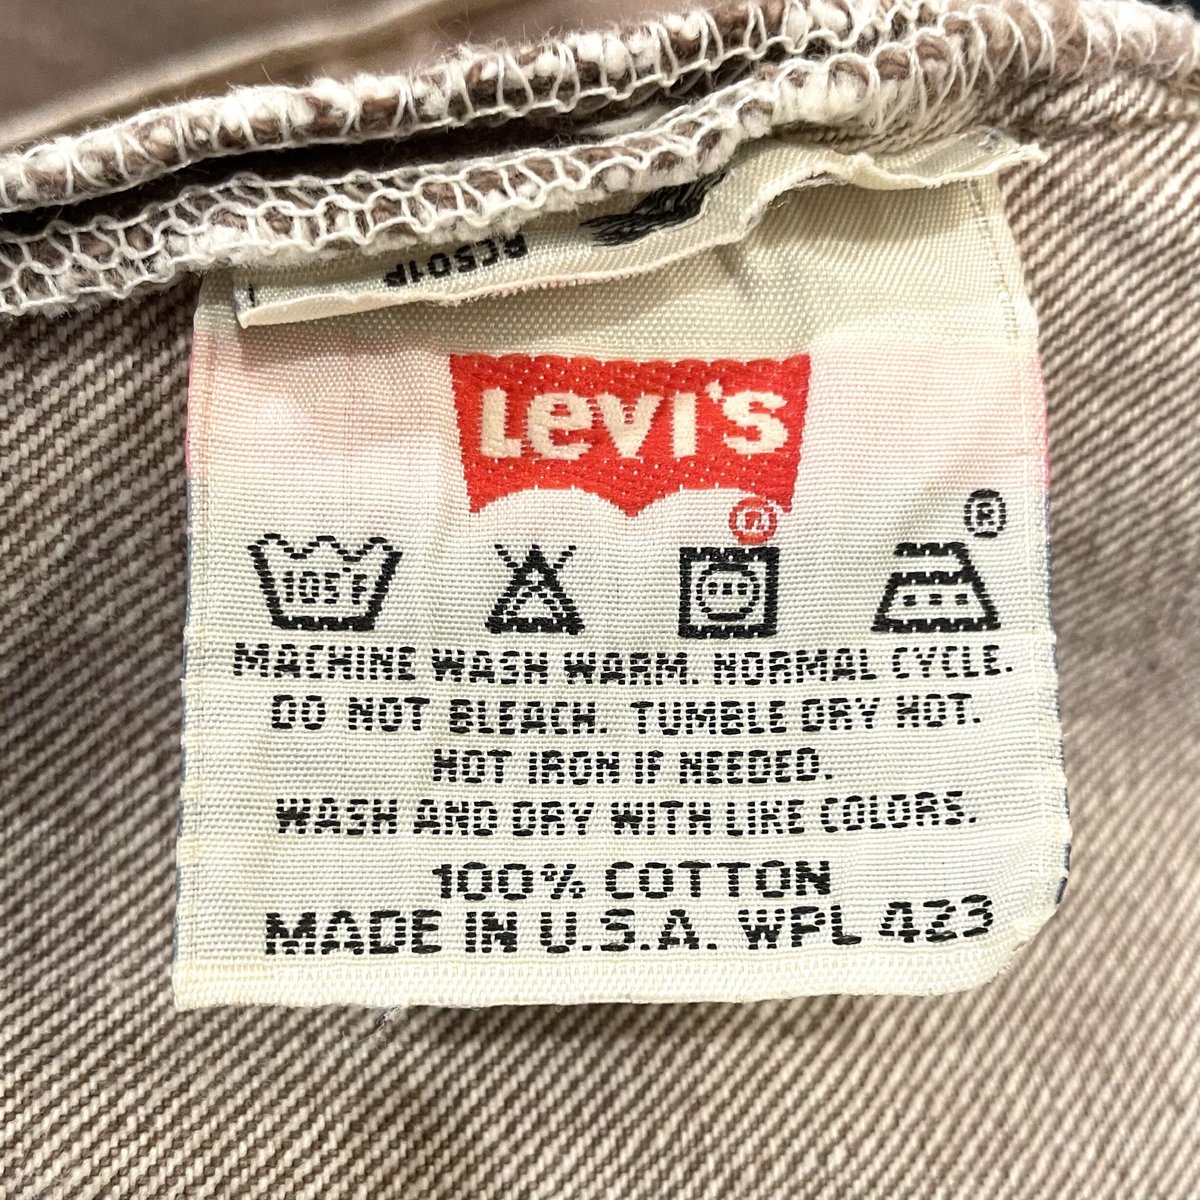 RC501P
Levi's
®
®
105°F
MACHINE WASH WARM. NORMAL CYCLE.
DO NOT BLEACH. TUMBLE DRY HOT.
HOT IRON IF NEEDED.
WASH AND DRY WITH LIKE COLORS.
100% COTTON
MADE IN U.S.A. WPL 423